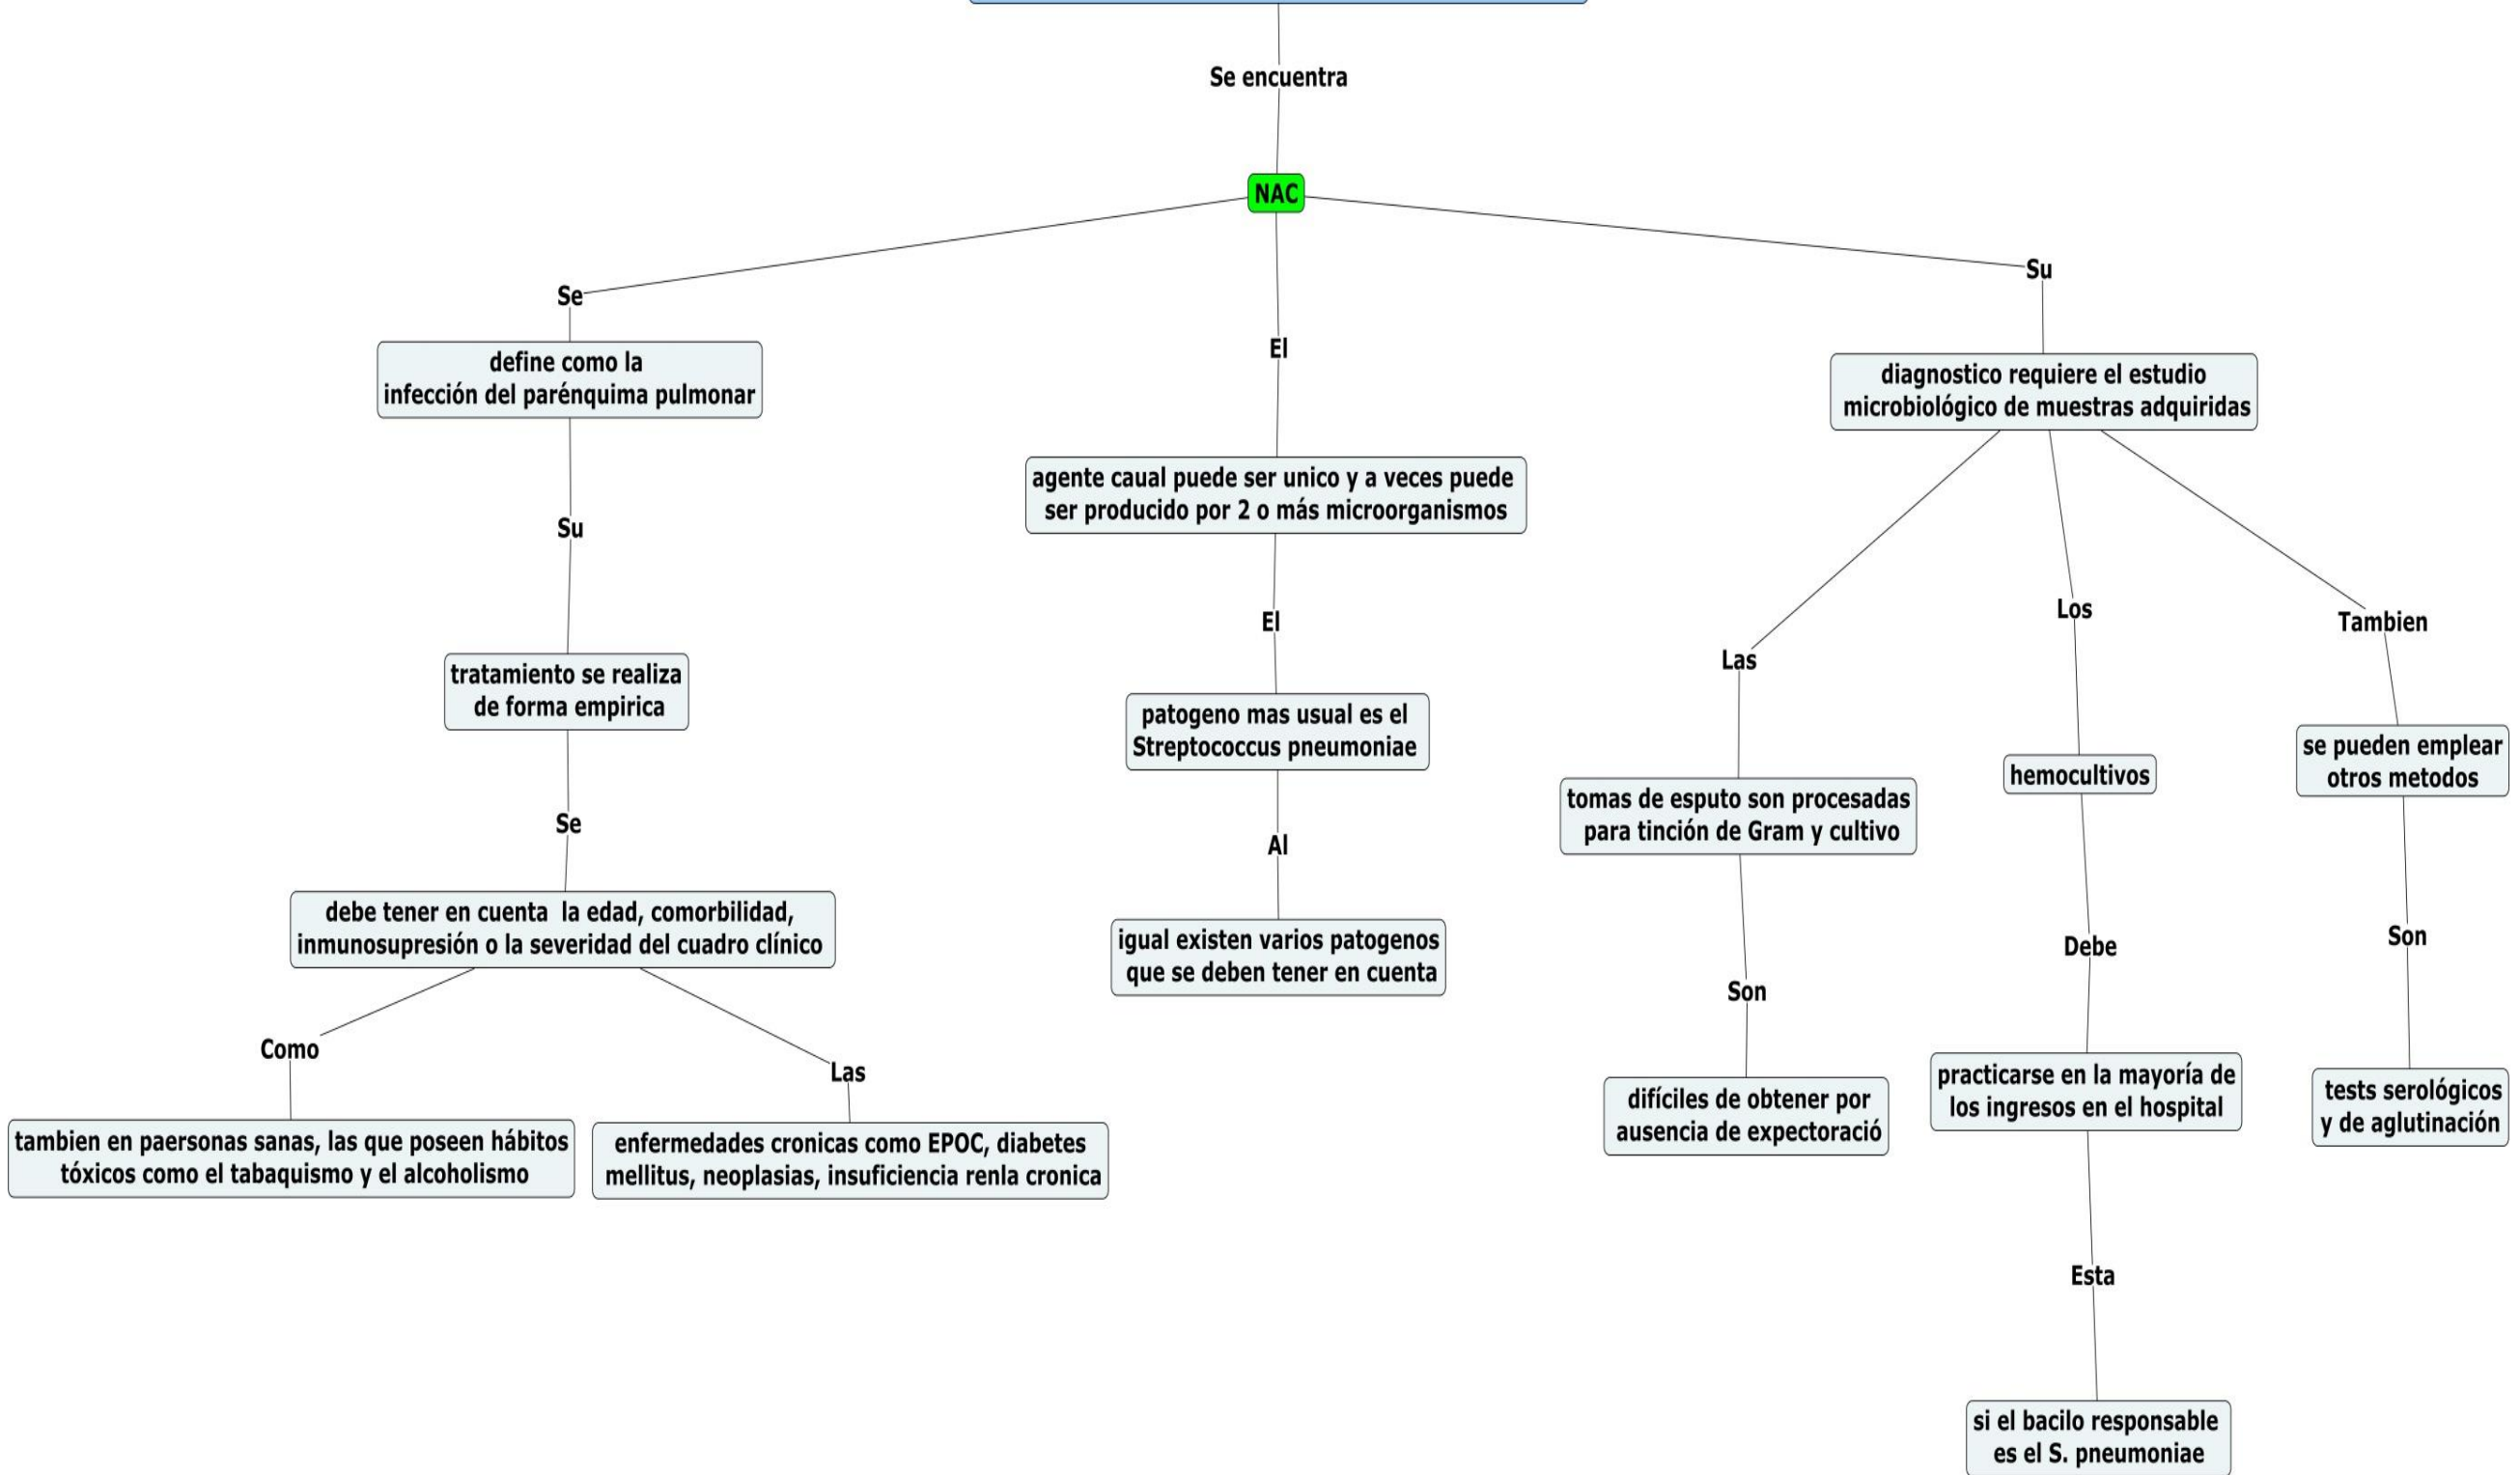 Se encuentra
NAC
Se
define como la
infección del parénquima pulmonar
Su
tratamiento se realiza
de forma empirica
Se
debe tener en cuenta  la edad, comorbilidad,
inmunosupresión o la severidad del cuadro clínico
Como
tambien en paersonas sanas, las que poseen hábitos
tóxicos como el tabaquismo y el alcoholismo
Las
enfermedades cronicas como EPOC, diabetes
mellitus, neoplasias, insuficiencia renla cronica
El
agente caual puede ser unico y a veces puede
ser producido por 2 o más microorganismos
El
patogeno mas usual es el
Streptococcus pneumoniae
Al
igual existen varios patogenos
que se deben tener en cuenta
Su
diagnostico requiere el estudio
microbiológico de muestras adquiridas
Las
tomas de esputo son procesadas
para tinción de Gram y cultivo
Son
difíciles de obtener por
ausencia de expectoració
Los
hemocultivos
Debe
practicarse en la mayoría de
los ingresos en el hospital
Esta
si el bacilo responsable
es el S. pneumoniae
Tambien
se pueden emplear
otros metodos
Son
tests serológicos
y de aglutinación